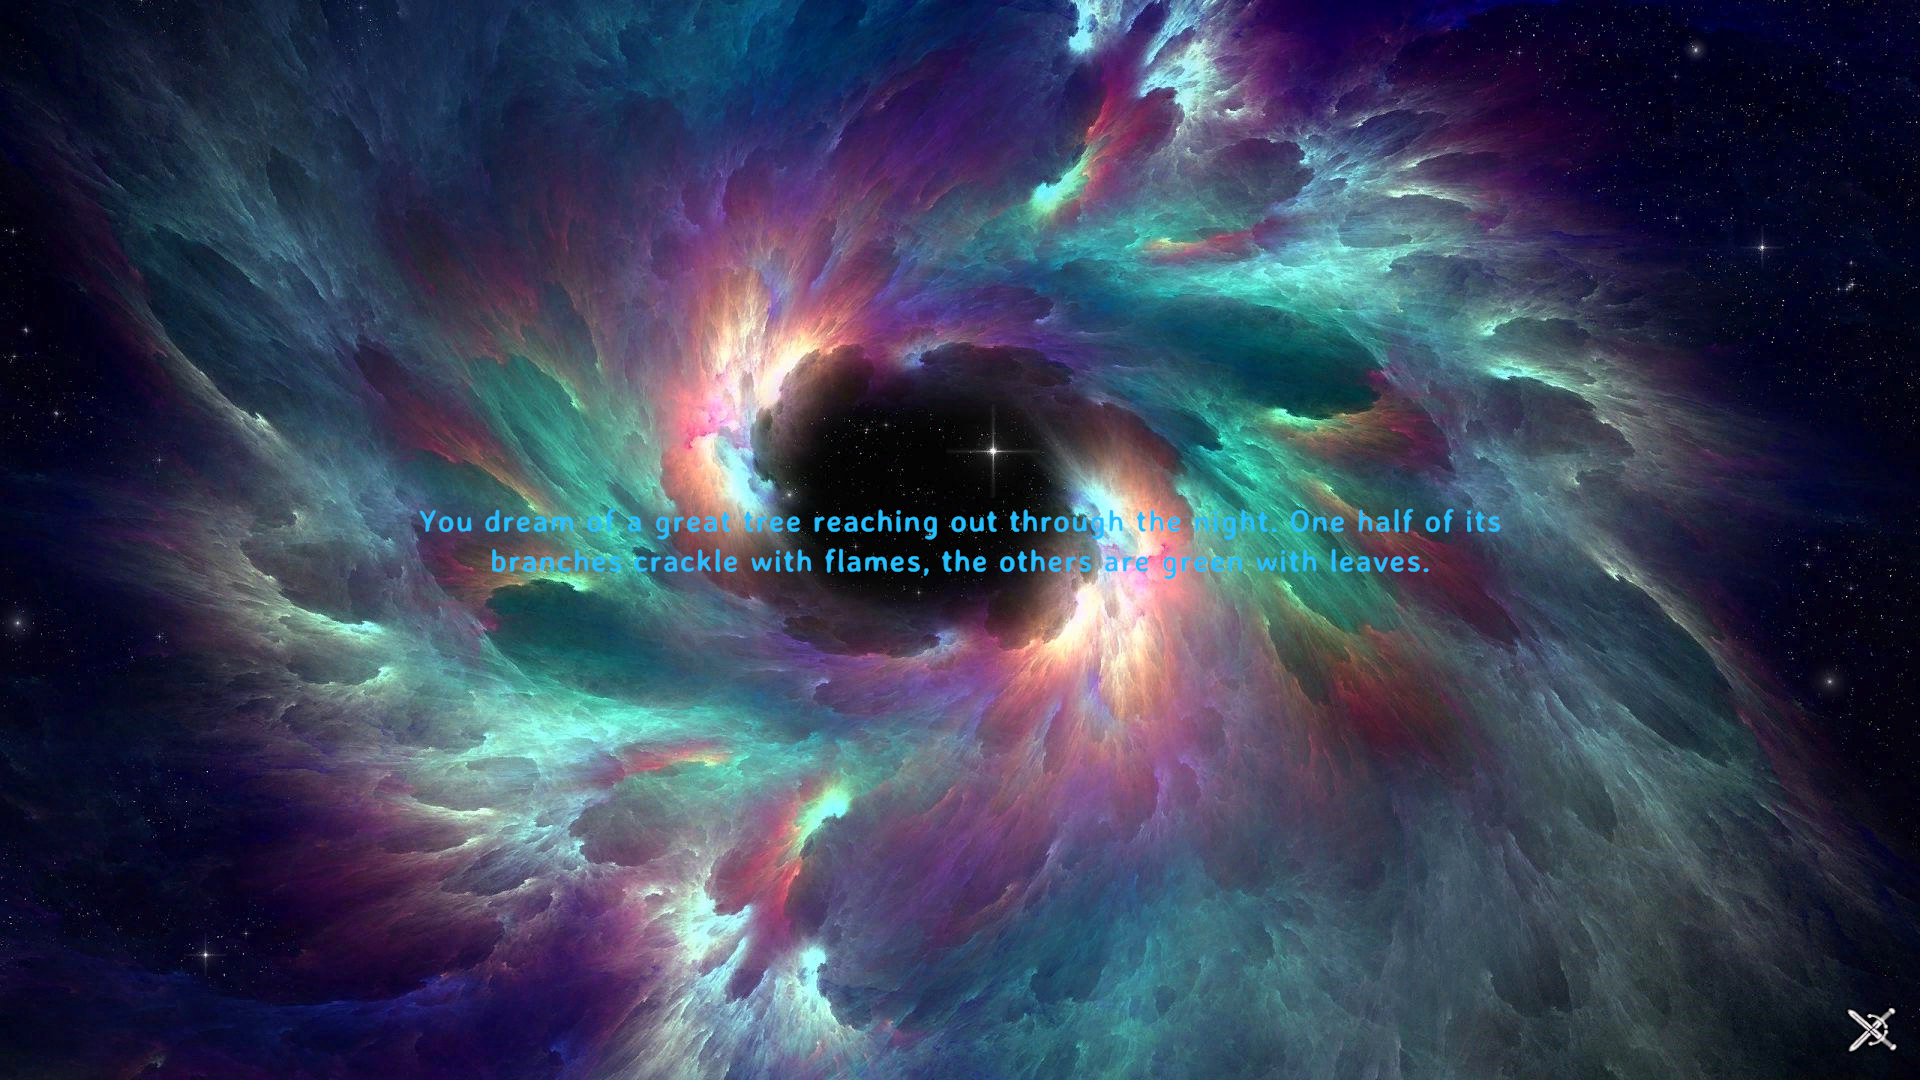 You dream of a great tree reaching out through the night. One half of its
branches crackle with flames, the others are green with leaves.